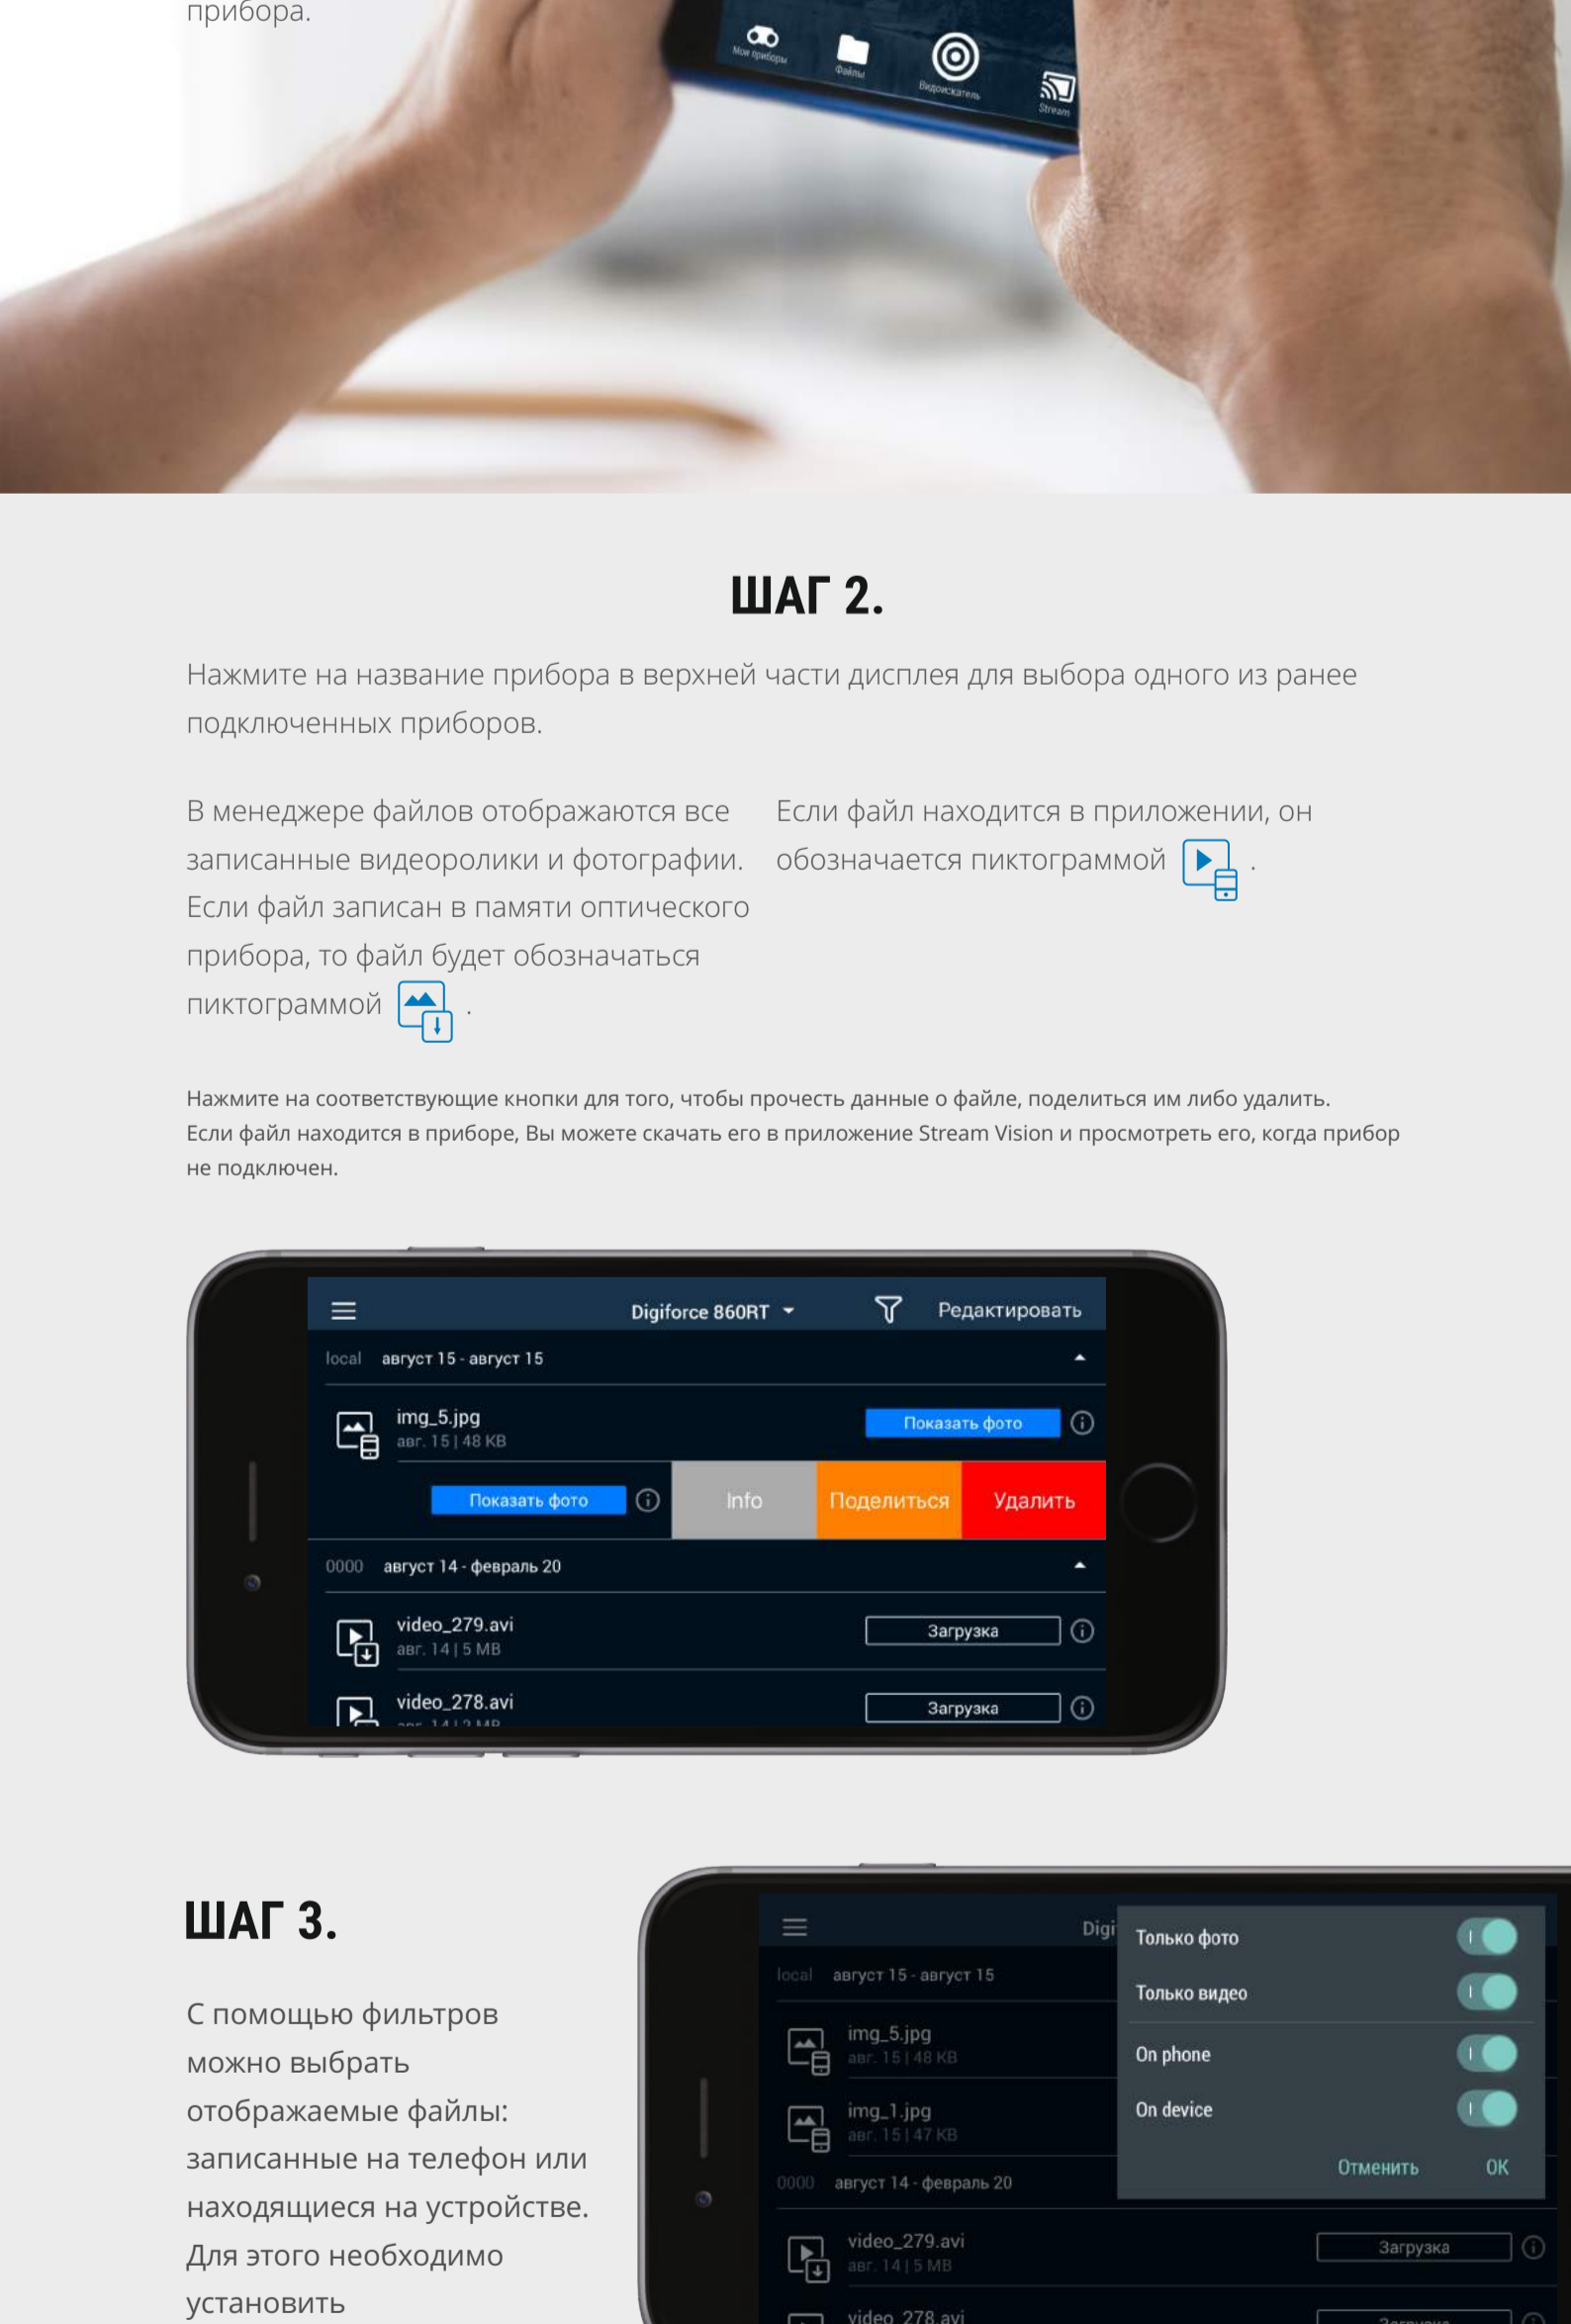 прибора.
Мои приборы
Файлы
Видоискатель
Stream
ШАГ 2.
Нажмите на название прибора в верхней части дисплея для выбора одного из ранее
подключенных приборов.
В менеджере файлов отображаются все
записанные видеоролики и фотографии.
Если файл записан в памяти оптического
прибора, то файл будет обозначаться
пиктограммой .
Если файл находится в приложении, он
обозначается пиктограммой .
Нажмите на соответствующие кнопки для того, чтобы прочесть данные о файле, поделиться им либо удалить.
Если файл находится в приборе, Вы можете скачать его в приложение Stream Vision и просмотреть его, когда прибор
не подключен.
Digiforce 860RT Редактировать
local август 15 - август 15
img_5.jpg Показать фото
авг. 15 | 48 KB
Показать фото Info Поделиться Удалить
0000 август 14 - февраль 20
video_279.avi Загрузка
авг. 14 | 5 MB
video_278.avi Загрузка
ШАГ 3.
С помощью фильтров
можно выбрать
отображаемые файлы:
записанные на телефон или
находящиеся на устройстве.
Для этого необходимо
установить
Digi
Только фото
local август 15 - август 15
Только видео
img_5.jpg
авг. 15 | 48 KB
On phone
img_1.jpg
авг. 15 | 47 KB
On device
Отменить OK
0000 август 14 - февраль 20
video_279.avi Загрузка
авг. 14 | 5 MB
video_278.avi